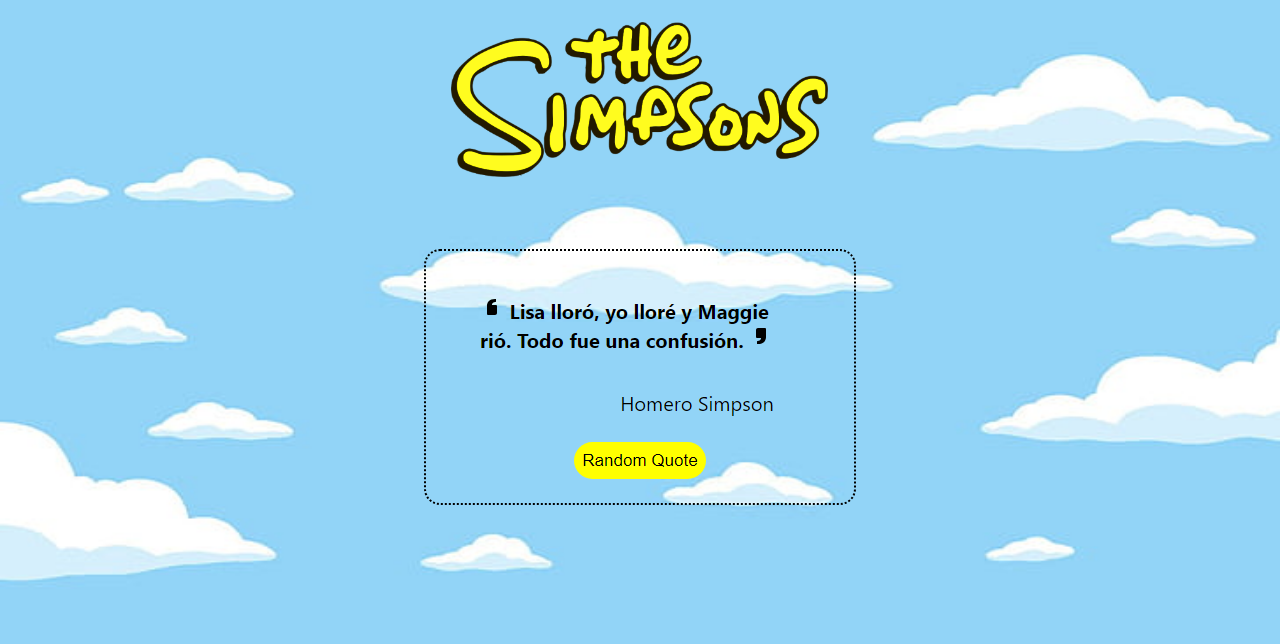 THE
SIMPSONS
❛ Lisa lloró, yo lloré y Maggie
rió. Todo fue una confusión. ❜
Homero Simpson
Random Quote